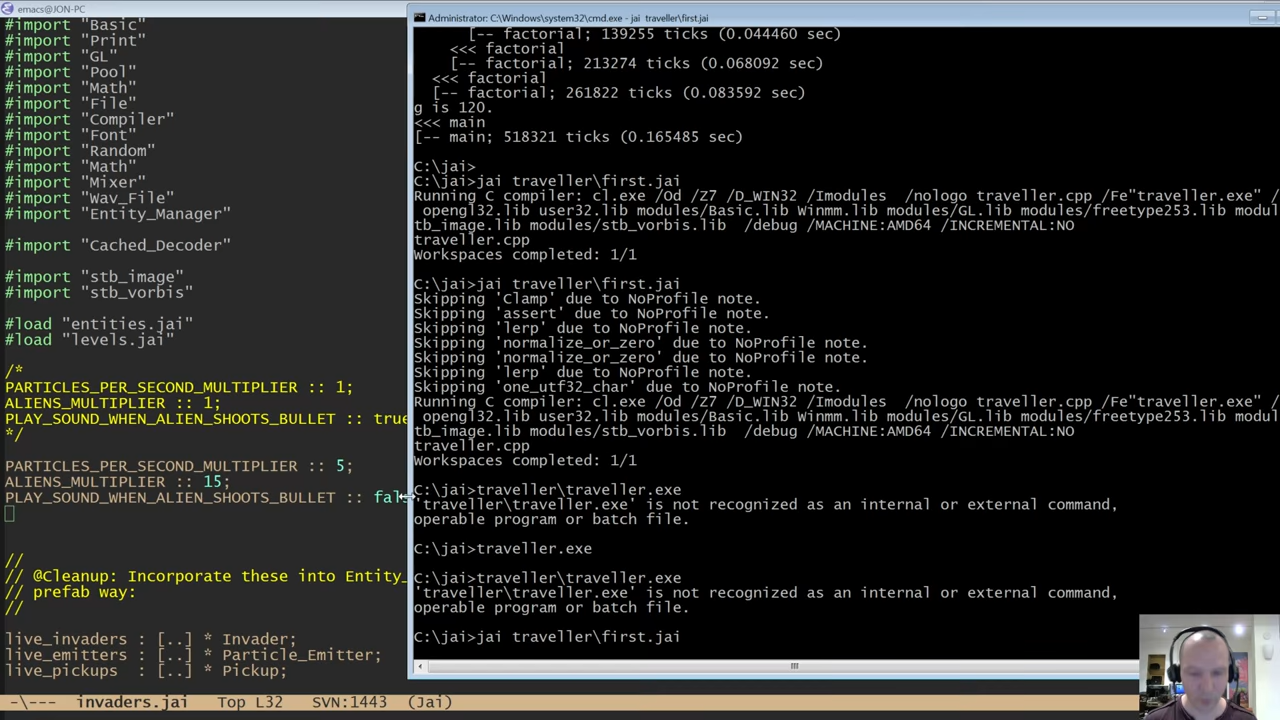 emacs@JON-PC
#import "Basic"
#import "Print"
#import "GL"
#import "Pool"
#import "Math"
#import "File"
#import "Compiler"
#import "Font"
#import "Random"
#import "Math"
#import "Mixer"
#import "Wav_File"
#import "Entity_Manager"
#import "Cached_Decoder"
#import "stb_image"
#import "stb_vorbis"
#load "entities.jai"
#load "levels.jai"
/*
PARTICLES_PER_SECOND_MULTIPLIER :: 1;
ALIENS_MULTIPLIER :: 1;
PLAY_SOUND_WHEN_ALIEN_SHOOTS_BULLET :: true
*/
PARTICLES_PER_SECOND_MULTIPLIER :: 5;
ALIENS_MULTIPLIER :: 15;
PLAY_SOUND_WHEN_ALIEN_SHOOTS_BULLET :: fal
//
// @Cleanup: Incorporate these into Entity_
// prefab way:
//
live_invaders : [..] * Invader;
live_emitters : [..] * Particle_Emitter;
live_pickups  : [..] * Pickup;
-\---  invaders.jai   Top L32   SVN:1443  (Jai)
Administrator: C:\Windows\system32\cmd.exe - jai  traveller\first.jai
[-- factorial; 139255 ticks (0.044460 sec)
<<< factorial
[-- factorial; 213274 ticks (0.068092 sec)
<<< factorial
[-- factorial; 261822 ticks (0.083592 sec)
g is 120.
<<< main
[-- main; 518321 ticks (0.165485 sec)
C:\jai>
C:\jai>jai traveller\first.jai
Running C compiler: cl.exe /Od /Z7 /D_WIN32 /Imodules  /nologo traveller.cpp /Fe"traveller.exe" /
opengl32.lib user32.lib modules/Basic.lib Winmm.lib modules/GL.lib modules/freetype253.lib modul
tb_image.lib modules/stb_vorbis.lib  /debug /MACHINE:AMD64 /INCREMENTAL:NO
traveller.cpp
Workspaces completed: 1/1
C:\jai>jai traveller\first.jai
Skipping 'Clamp' due to NoProfile note.
Skipping 'assert' due to NoProfile note.
Skipping 'lerp' due to NoProfile note.
Skipping 'normalize_or_zero' due to NoProfile note.
Skipping 'normalize_or_zero' due to NoProfile note.
Skipping 'lerp' due to NoProfile note.
Skipping 'one_utf32_char' due to NoProfile note.
Running C compiler: cl.exe /Od /Z7 /D_WIN32 /Imodules  /nologo traveller.cpp /Fe"traveller.exe" /
opengl32.lib user32.lib modules/Basic.lib Winmm.lib modules/GL.lib modules/freetype253.lib modul
tb_image.lib modules/stb_vorbis.lib  /debug /MACHINE:AMD64 /INCREMENTAL:NO
traveller.cpp
Workspaces completed: 1/1
C:\jai>traveller\traveller.exe
'traveller\traveller.exe' is not recognized as an internal or external command,
operable program or batch file.
C:\jai>traveller.exe
C:\jai>traveller\traveller.exe
'traveller\traveller.exe' is not recognized as an internal or external command,
operable program or batch file.
C:\jai>jai traveller\first.jai